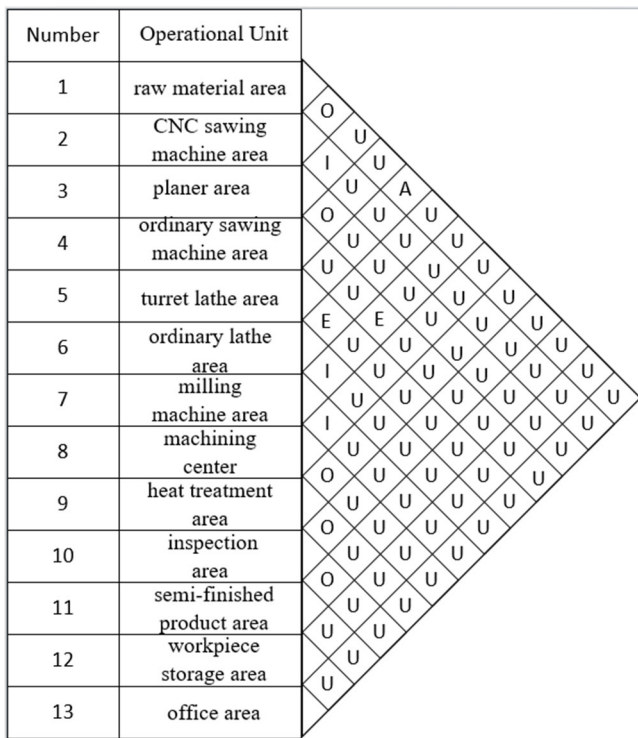 Number Operational Unit
1 raw material area
2 CNC sawing
machine area
3 planer area
4 ordinary sawing
machine area
5 turret lathe area
6 ordinary lathe
area
7 milling
machine area
8 machining
center
9 heat treatment
area
10 inspection
area
11 semi-finished
product area
12 workpiece
storage area
13 office area
O
U
I U
U A
O U U
U U U
U U U U
U U U U
E E U U U
U U U U U
I U U U U U
U U U U U U
I U U U U U
U U U U U
O U U U U
U U U U
O U U U
U U U
O U U
U U
U U
U
U